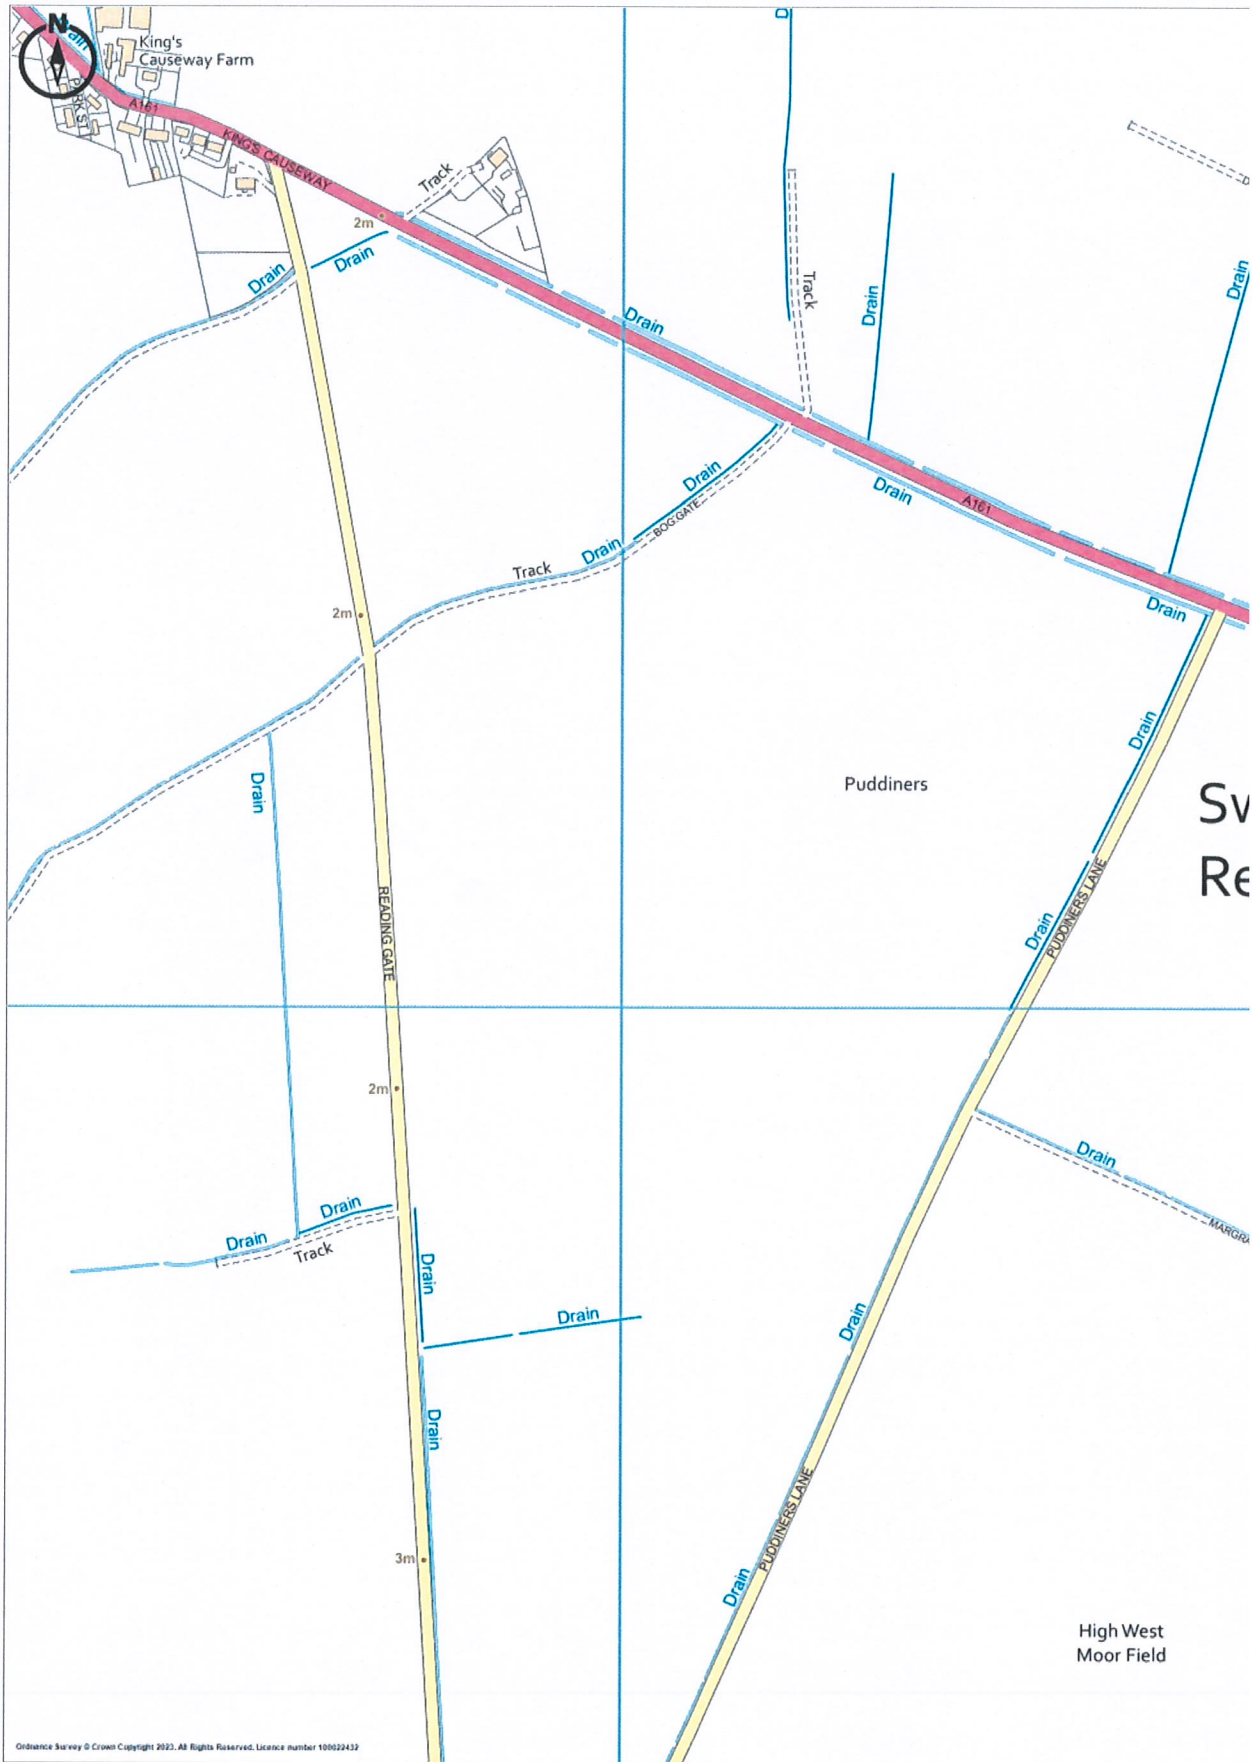 N
King's
Causeway Farm
PARK ST
A161
KING'S CAUSEWAY
Track
2m
Drain
Drain
Drain
Track
Drain
Drain
Drain
BOG GATE
Drain
A161
Drain
Track
2m
Drain
Drain
Drain
Puddiners
Sw
Re
READING GATE
Drain
PUDDINERS LANE
2m
Drain
MARGRA
Drain
Drain
Track
Drain
Drain
Drain
Drain
PUDDINERS LANE
3m
Drain
High West
Moor Field
Ordnance Survey © Crown Copyright 2023. All Rights Reserved. Licence number 100022432